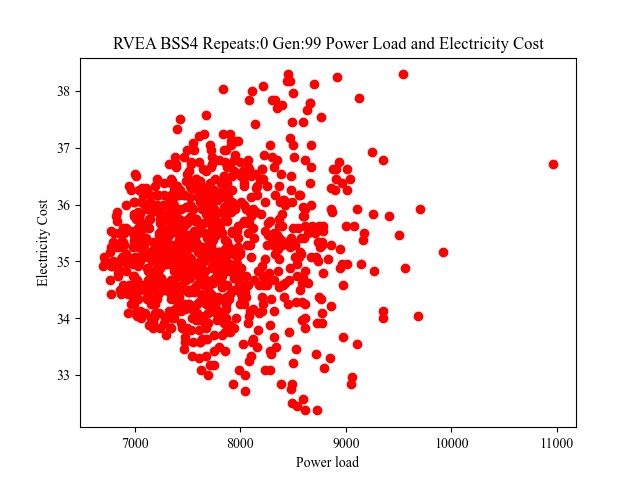 RVEA BSS4 Repeats:0 Gen:99 Power Load and Electricity Cost
38
37
36
35
34
33
Electricity Cost
7000 8000 9000 10000 11000
Power load